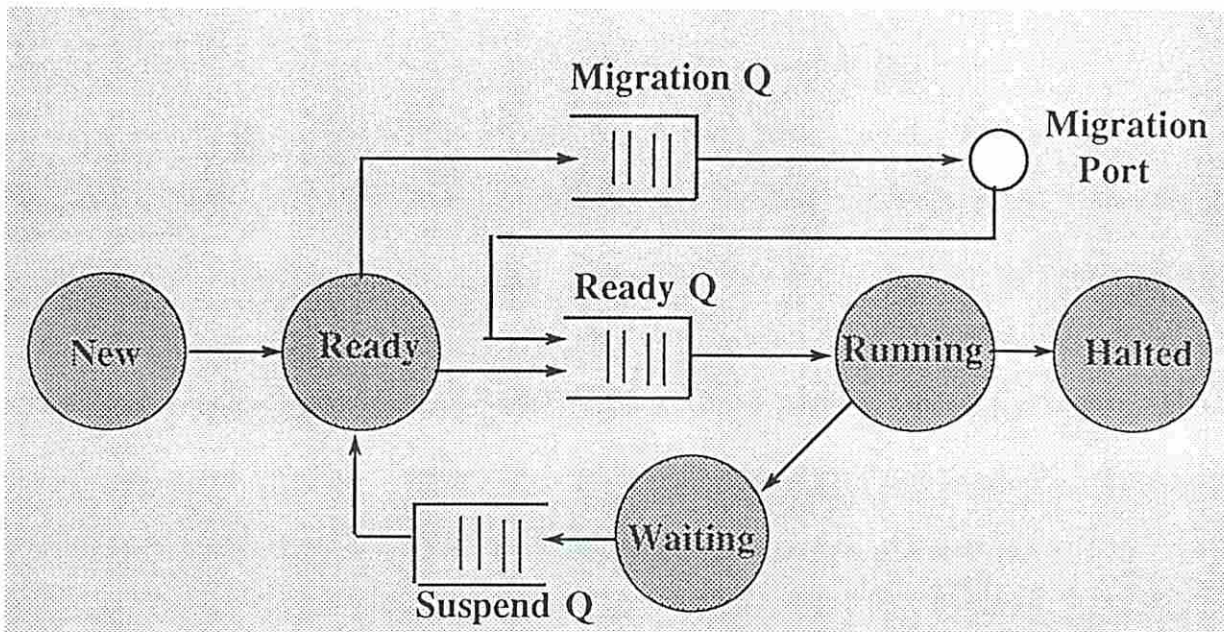 Migration Q
Migration
Port
Ready Q
New
Ready
Running
Halted
Waiting
Suspend Q